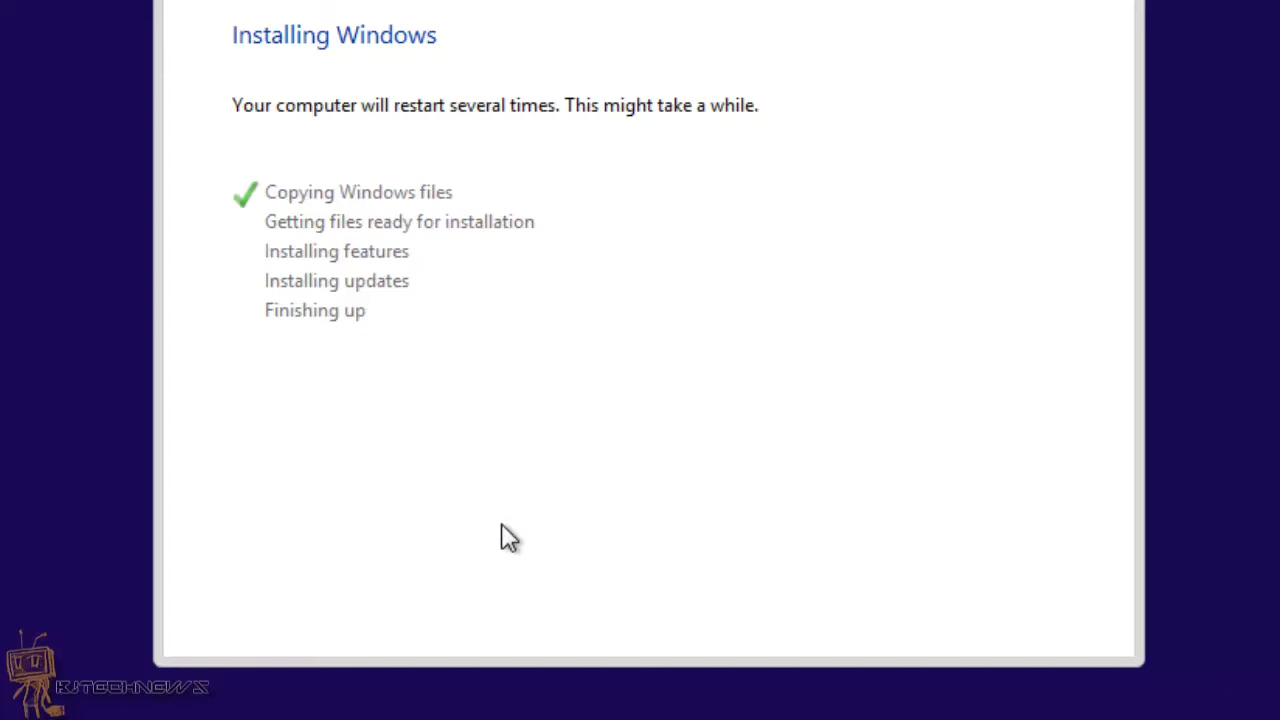 Installing Windows
Your computer will restart several times. This might take a while.
Copying Windows files
Getting files ready for installation
Installing features
Installing updates
Finishing up
KJTECHNEWS